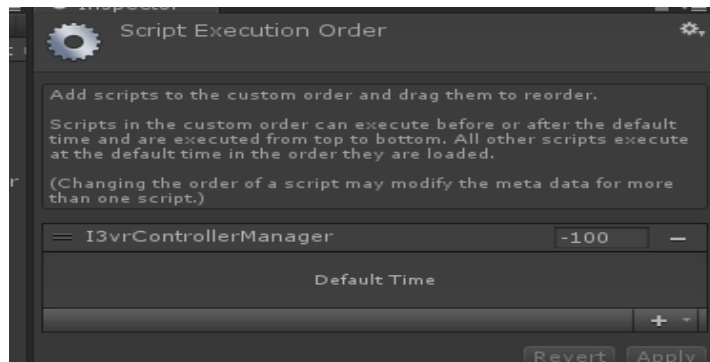 Inspector
Script Execution Order
Add scripts to the custom order and drag them to reorder.
Scripts in the custom order can execute before or after the default
time and are executed from top to bottom. All other scripts execute
at the default time in the order they are loaded.
(Changing the order of a script may modify the meta data for more
than one script.)
I3vrControllerManager -100
Default Time
Revert Apply